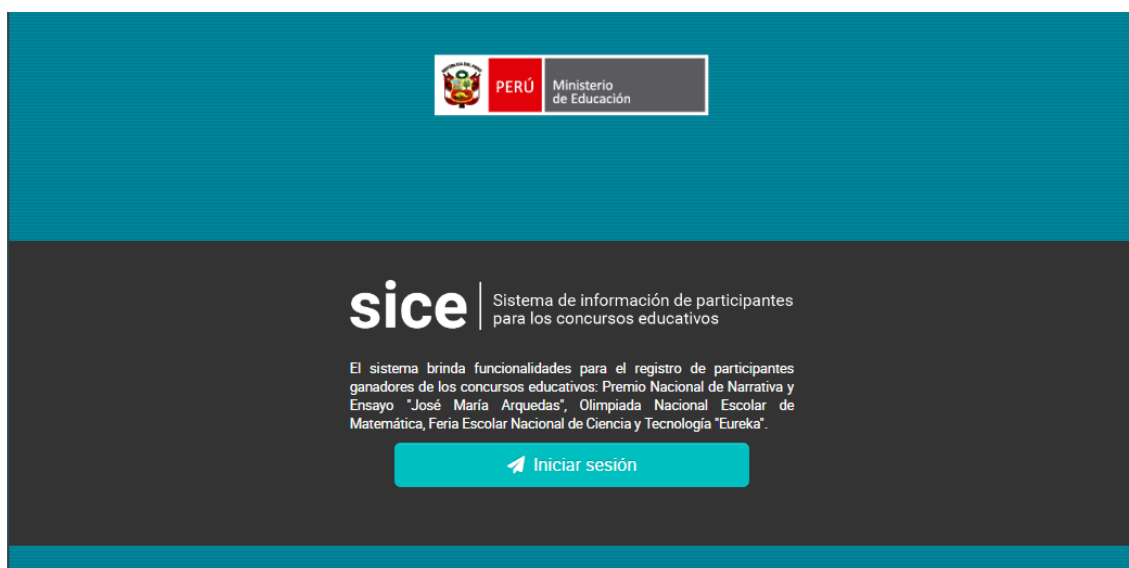 PERÚ
Ministerio
de Educación
sice
Sistema de información de participantes
para los concursos educativos
El sistema brinda funcionalidades para el registro de participantes
ganadores de los concursos educativos: Premio Nacional de Narrativa y
Ensayo "José María Arquedas", Olimpiada Nacional Escolar de
Matemática, Feria Escolar Nacional de Ciencia y Tecnología "Eureka".
Iniciar sesión